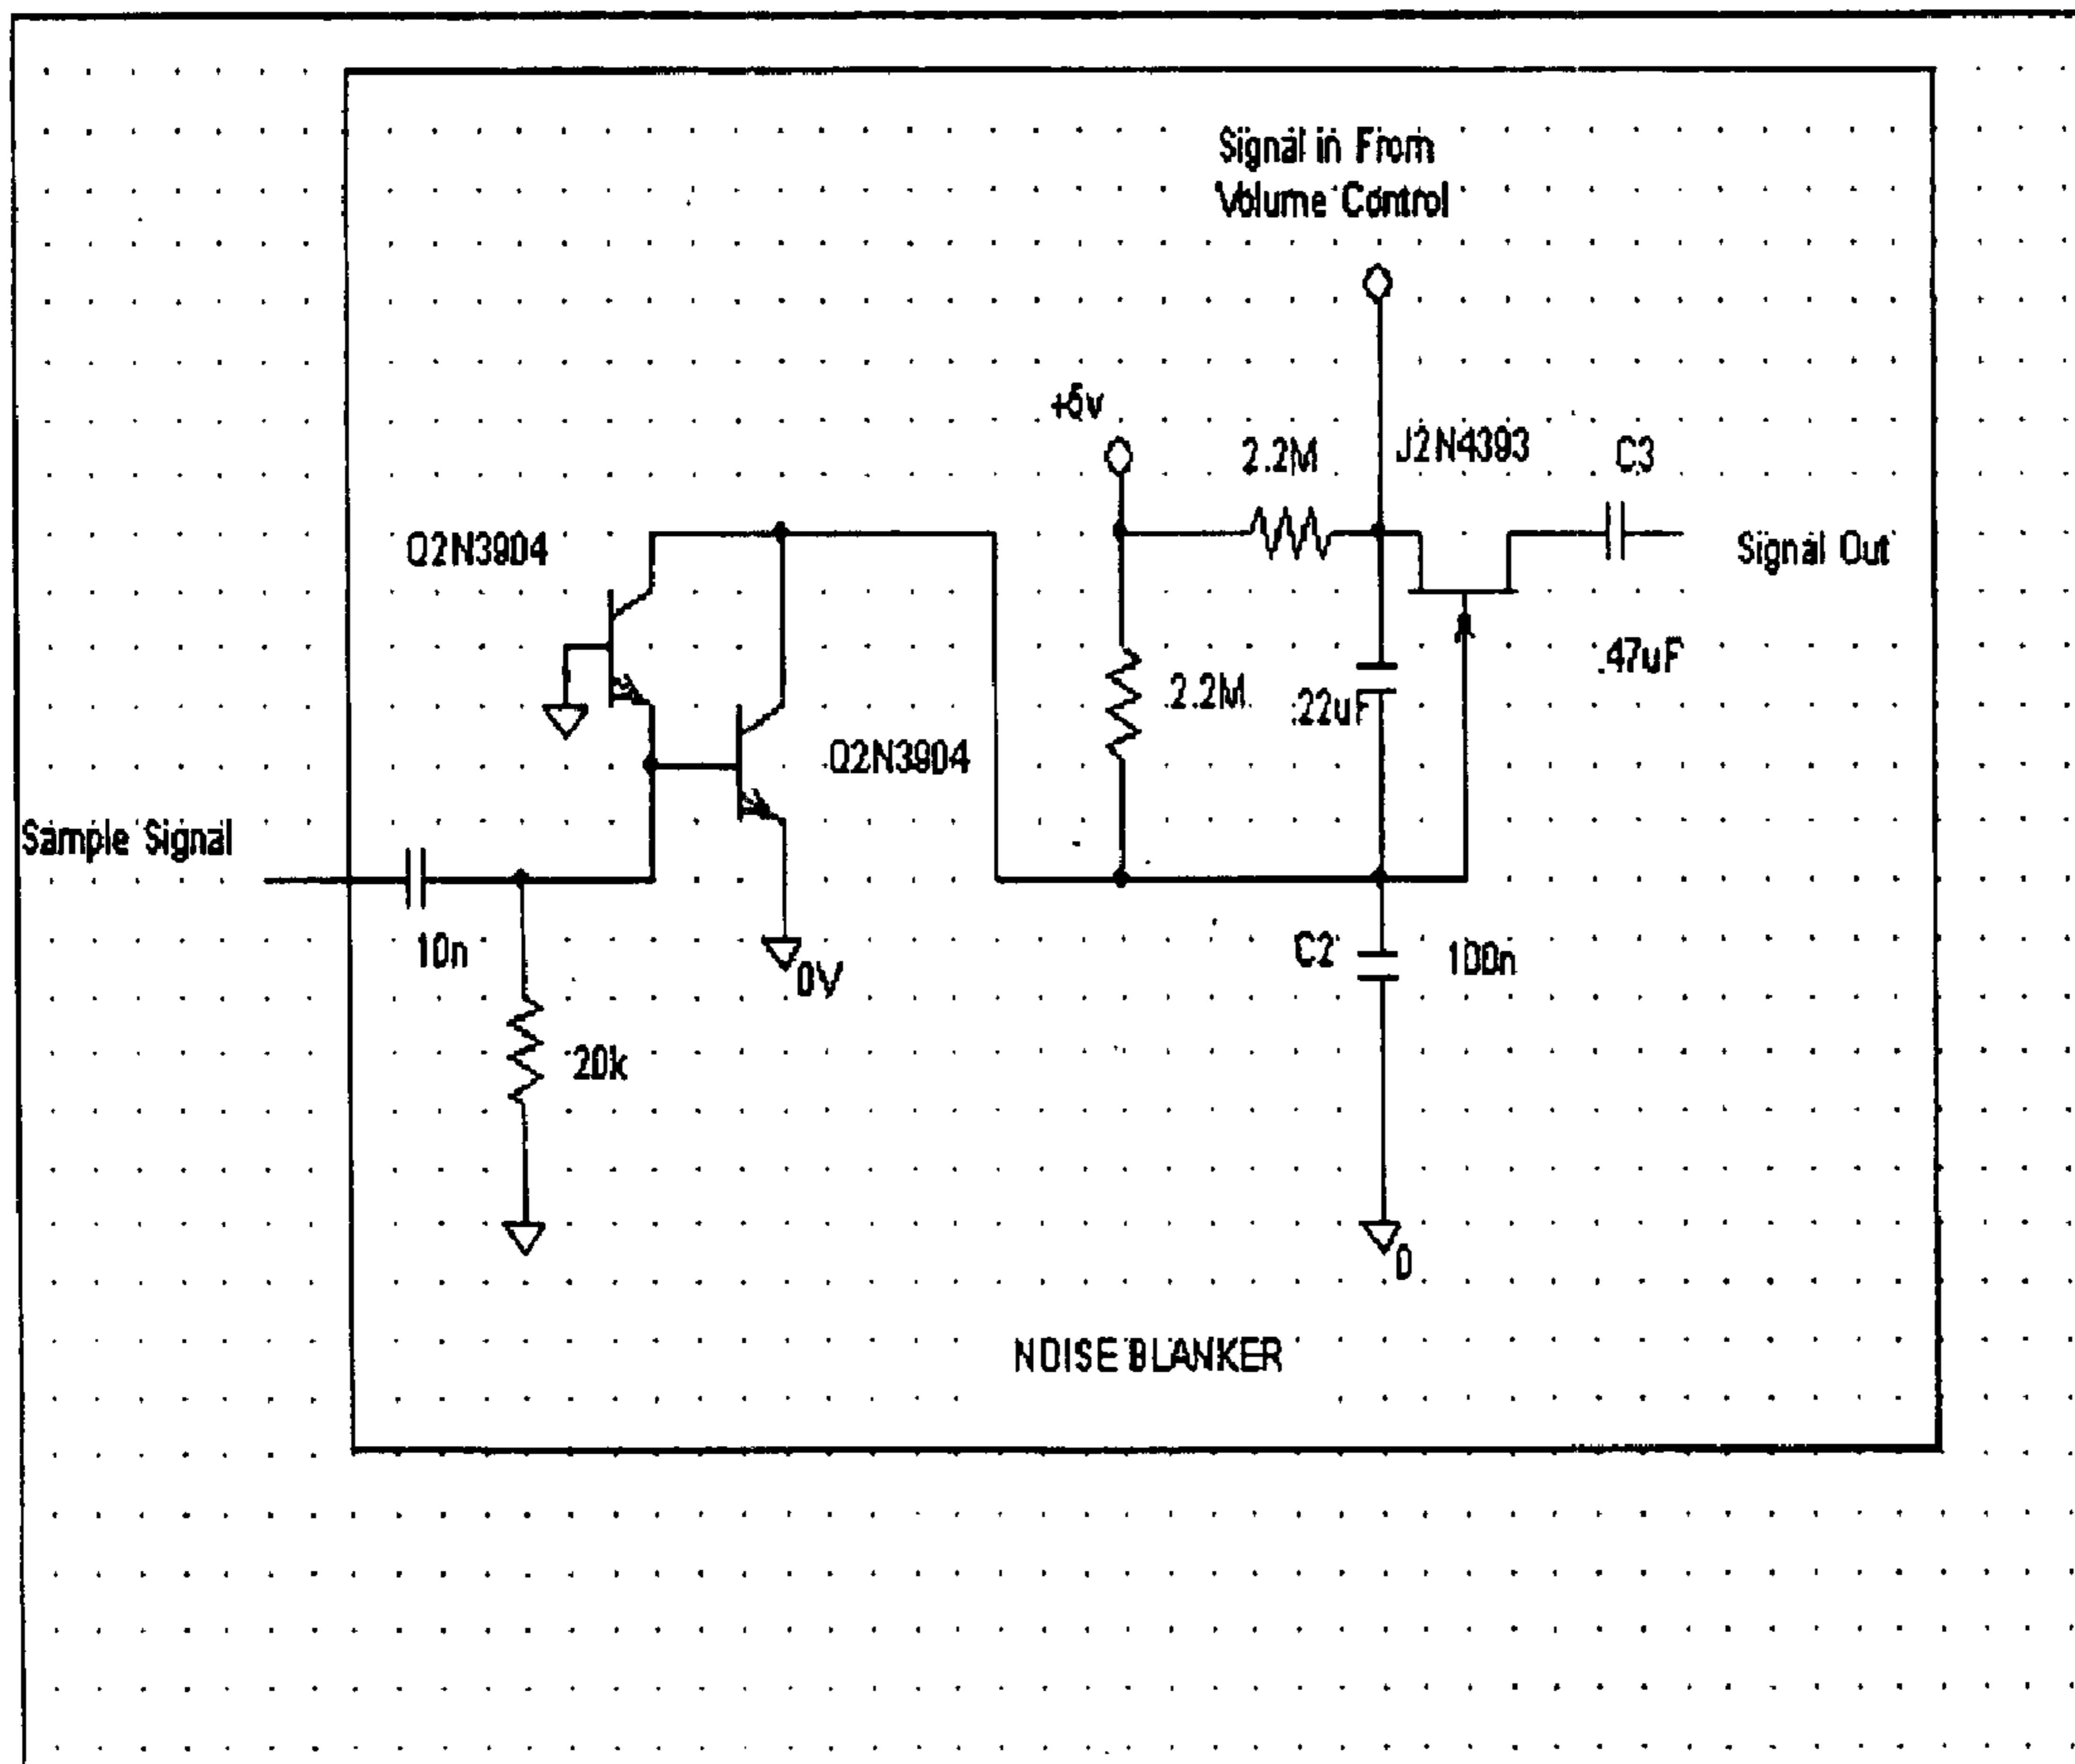 Signal in From
Volume Control
+5v
2.2M
J2N4393
C3
Q2N3904
Signal Out
.47uF
2.2M
.22uF
Q2N3904
Sample Signal
10n
0V
C2
100n
20k
0
NOISE BLANKER